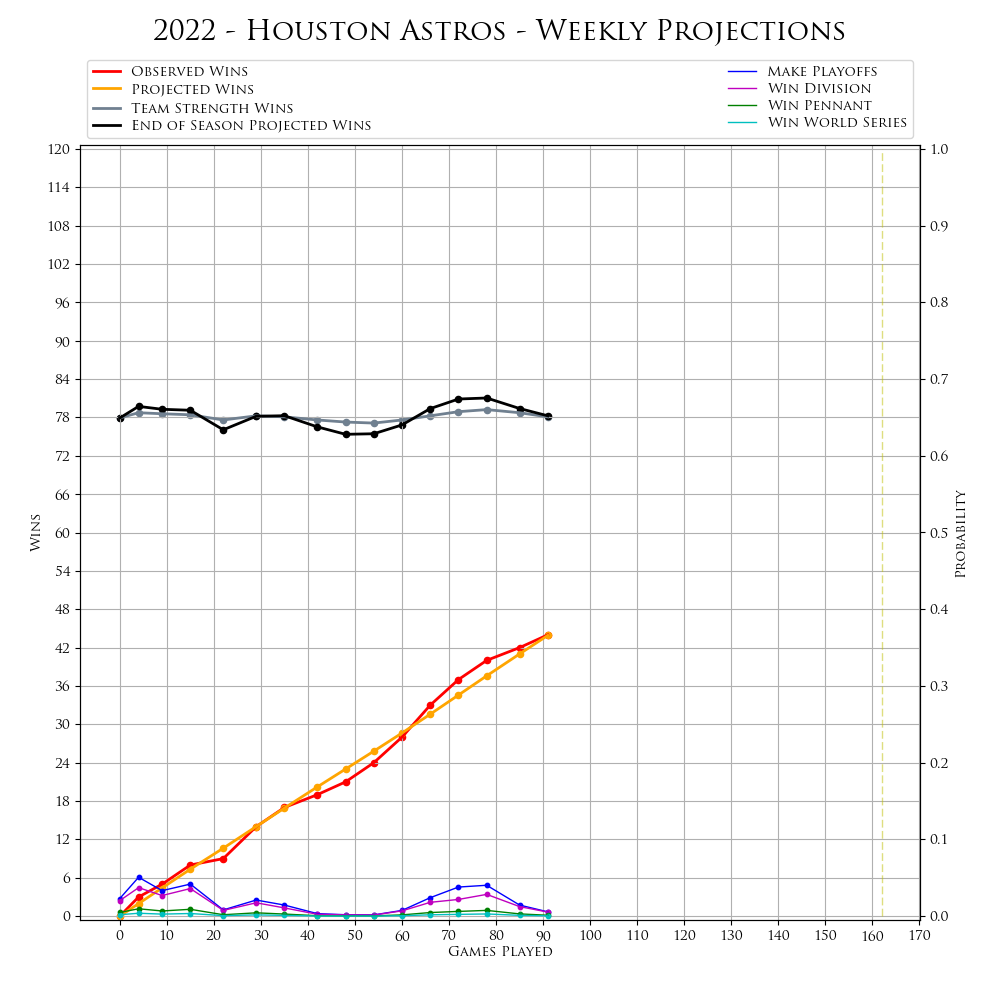 2022 - Houston Astros - Weekly Projections
Observed Wins
Projected Wins
Team Strength Wins
End of Season Projected Wins
Make Playoffs
Win Division
Win Pennant
Win World Series
120
114
108
102
96
90
84
78
72
66
60
54
48
42
36
30
24
18
12
6
0
Wins
1.0
0.9
0.8
0.7
0.6
0.5
0.4
0.3
0.2
0.1
0.0
Probability
0 10 20 30 40 50 60 70 80 90 100 110 120 130 140 150 160 170
Games Played